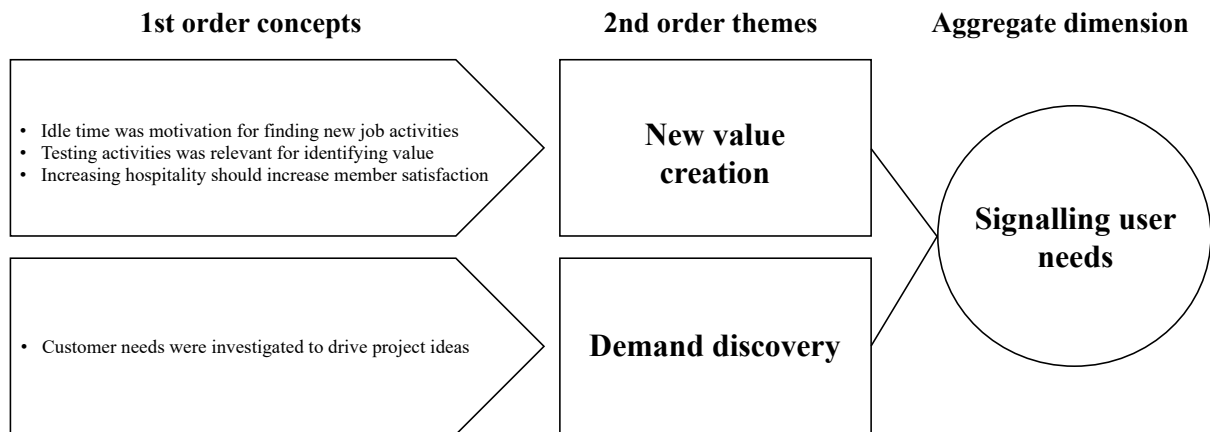 1st order concepts
2nd order themes
Aggregate dimension
• Idle time was motivation for finding new job activities
• Testing activities was relevant for identifying value
• Increasing hospitality should increase member satisfaction
New value
creation
Signalling user
needs
• Customer needs were investigated to drive project ideas
Demand discovery